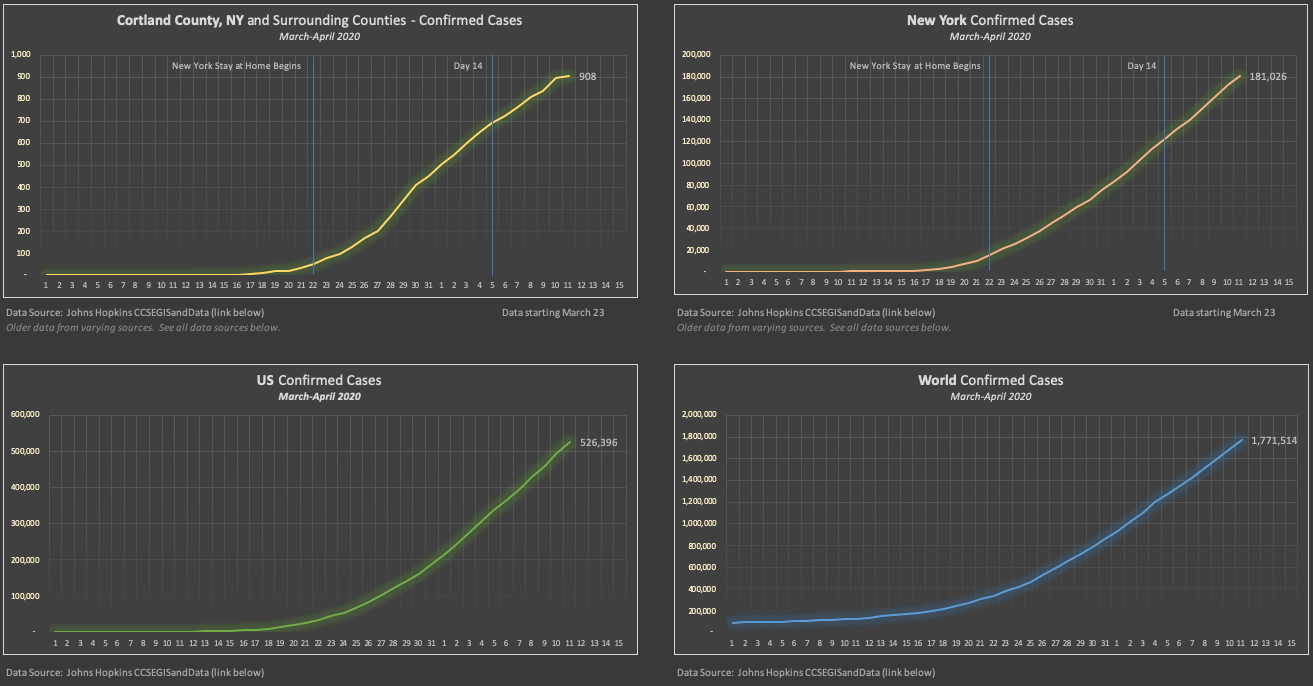 Cortland County, NY and Surrounding Counties - Confirmed Cases
March-April 2020
1,000
900
800
700
600
500
400
300
200
100
-
New York Stay at Home Begins
Day 14
908
1 2 3 4 5 6 7 8 9 10 11 12 13 14 15 16 17 18 19 20 21 22 23 24 25 26 27 28 29 30 31 1 2 3 4 5 6 7 8 9 10 11 12 13 14 15
Data Source: Johns Hopkins CCSEGISandData (link below)
Data starting March 23
Older data from varying sources. See all data sources below.
New York Confirmed Cases
March-April 2020
200,000
180,000
160,000
140,000
120,000
100,000
80,000
60,000
40,000
20,000
-
New York Stay at Home Begins
Day 14
181,026
1 2 3 4 5 6 7 8 9 10 11 12 13 14 15 16 17 18 19 20 21 22 23 24 25 26 27 28 29 30 31 1 2 3 4 5 6 7 8 9 10 11 12 13 14 15
Data Source: Johns Hopkins CCSEGISandData (link below)
Data starting March 23
Older data from varying sources. See all data sources below.
US Confirmed Cases
March-April 2020
600,000
500,000
400,000
300,000
200,000
100,000
-
526,396
1 2 3 4 5 6 7 8 9 10 11 12 13 14 15 16 17 18 19 20 21 22 23 24 25 26 27 28 29 30 31 1 2 3 4 5 6 7 8 9 10 11 12 13 14 15
Data Source: Johns Hopkins CCSEGISandData (link below)
World Confirmed Cases
March-April 2020
2,000,000
1,800,000
1,600,000
1,400,000
1,200,000
1,000,000
800,000
600,000
400,000
200,000
-
1,771,514
1 2 3 4 5 6 7 8 9 10 11 12 13 14 15 16 17 18 19 20 21 22 23 24 25 26 27 28 29 30 31 1 2 3 4 5 6 7 8 9 10 11 12 13 14 15
Data Source: Johns Hopkins CCSEGISandData (link below)